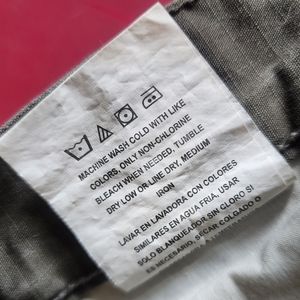 MACHINE WASH COLD WITH LIKE
COLORS, ONLY NON-CHLORINE
BLEACH WHEN NEEDED, TUMBLE
DRY LOW OR LINE DRY, MEDIUM
IRON
LAVAR EN LAVADORA CON COLORES
SIMILARES EN AGUA FRIA, USAR
SOLO BLANQUEADOR SIN CLORO SI
ES NECESARIO, SECAR COLGADO O